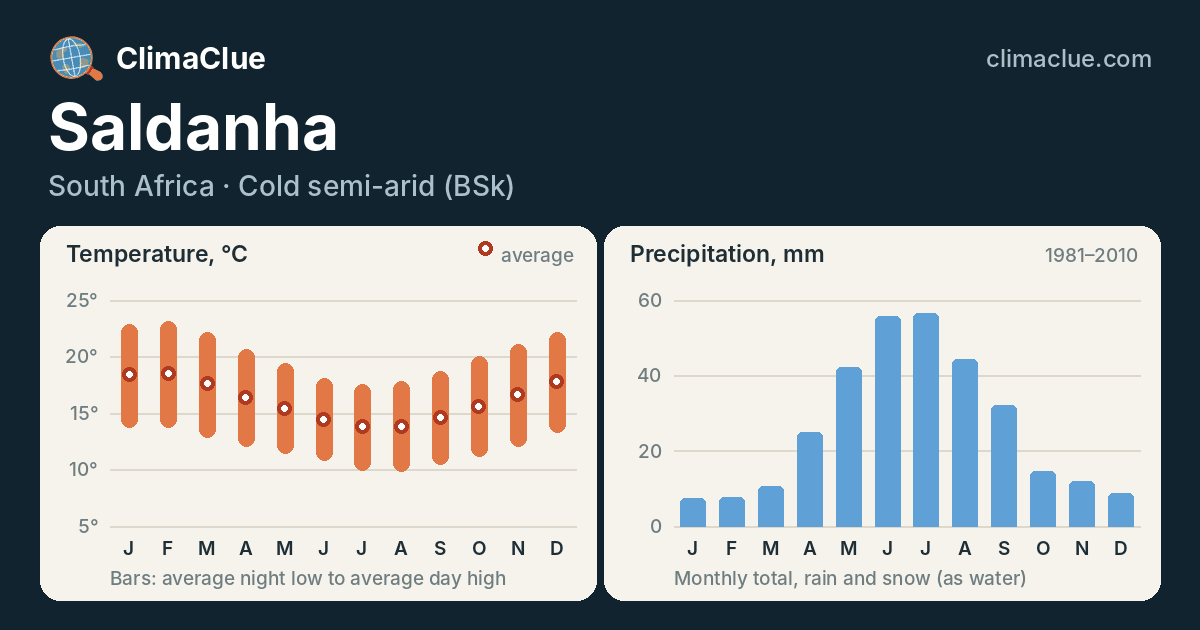 ClimaClue
climaclue.com
Saldanha
South Africa · Cold semi-arid (BSk)
Temperature, °C
average
25°
20°
15°
10°
5°
J F M A M J J A S O N D
Bars: average night low to average day high
Precipitation, mm
1981–2010
60
40
20
0
J F M A M J J A S O N D
Monthly total, rain and snow (as water)